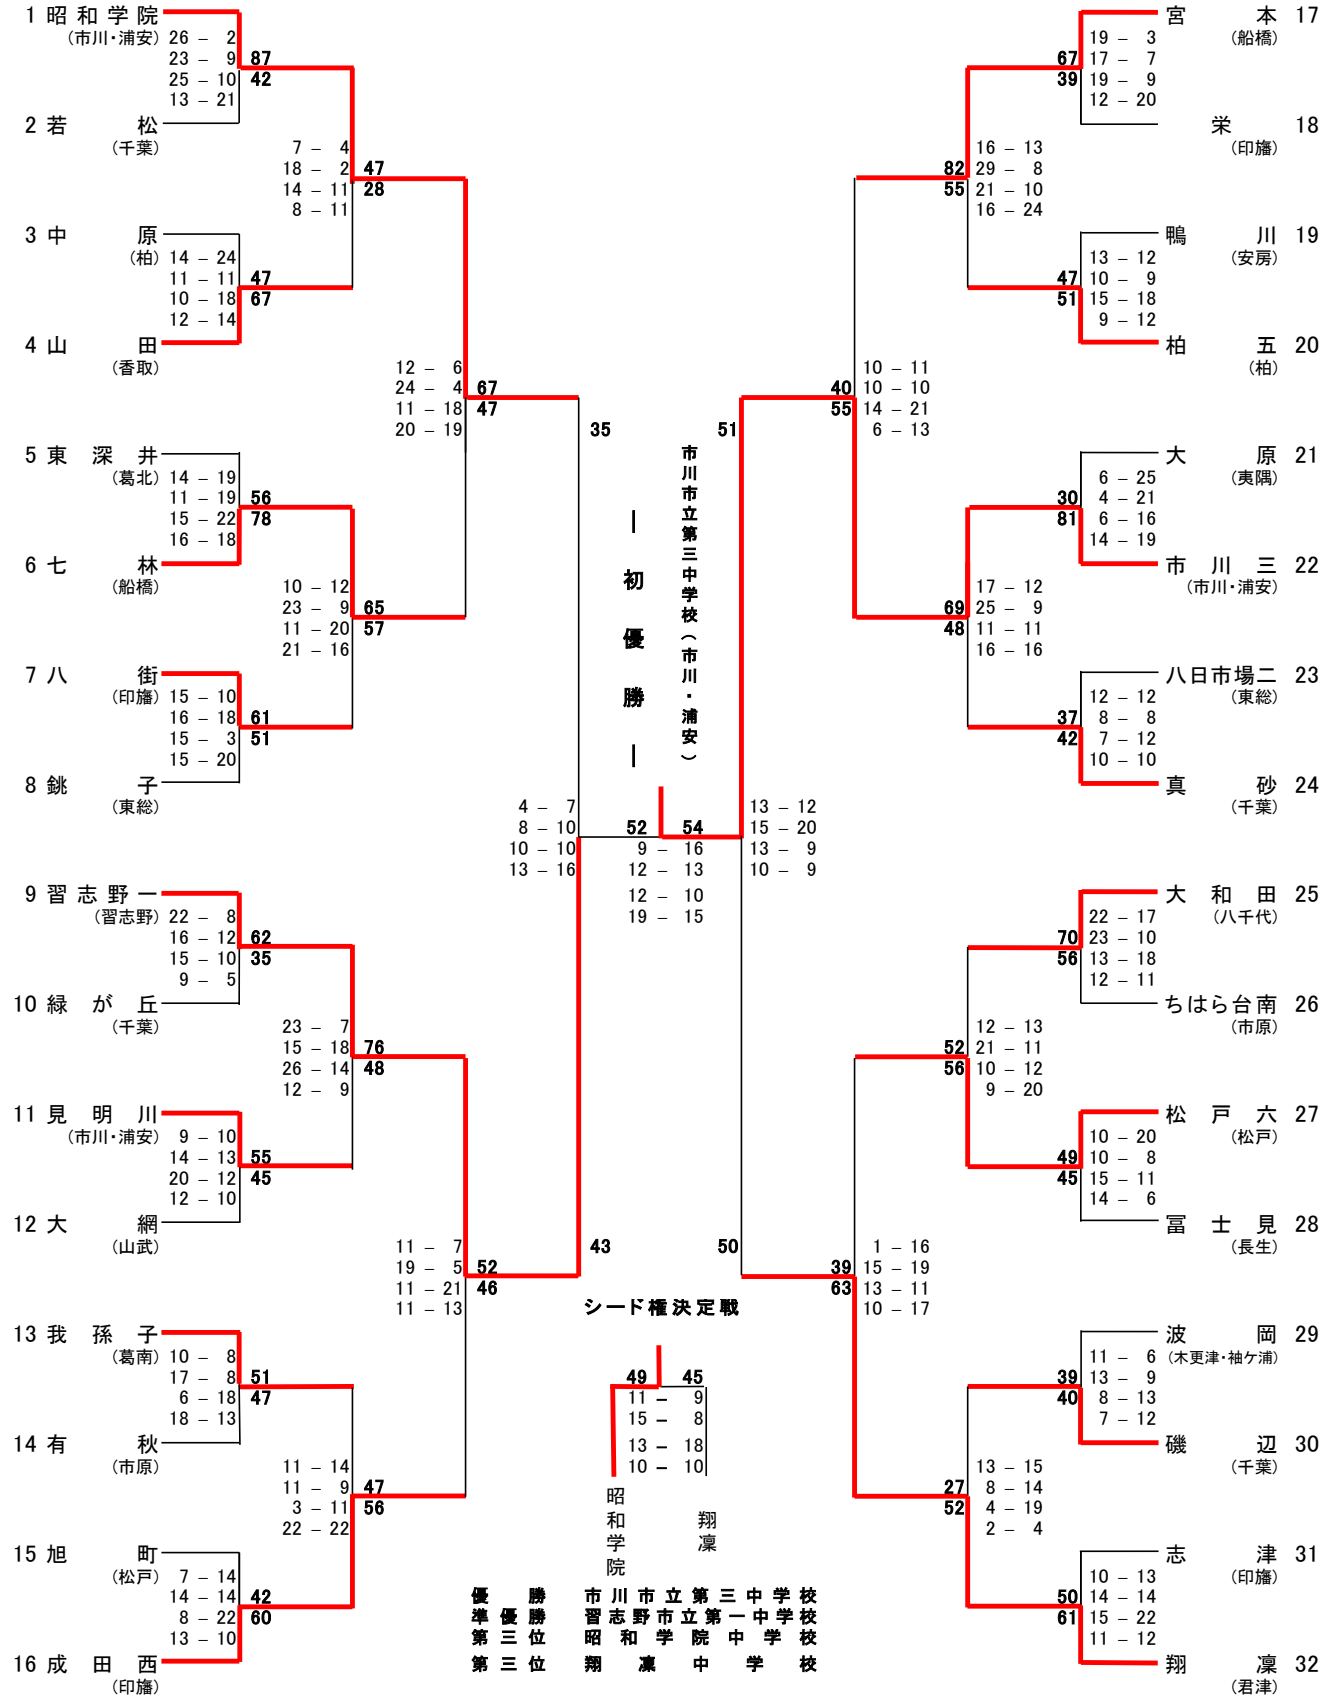 1 昭和学院
(市川・浦安)
26 – 2
23 – 9
25 – 10
13 – 21
87
42
2 若松
(千葉)
7 – 4
18 – 2
14 – 11
8 – 11
47
28
3 中原
(柏)
14 – 24
11 – 11
10 – 18
12 – 14
47
67
4 山田
(香取)
12 – 6
24 – 4
11 – 18
20 – 19
67
47
35
5 東深井
(葛北)
14 – 19
11 – 19
15 – 22
16 – 18
56
78
6 七林
(船橋)
10 – 12
23 – 9
11 – 20
21 – 16
65
57
7 八街
(印旛)
15 – 10
16 – 18
15 – 3
15 – 20
61
51
8 銚子
(東総)
4 – 7
8 – 10
10 – 10
13 – 16
9 習志野一
(習志野)
22 – 8
16 – 12
15 – 10
9 – 5
62
35
10 緑が丘
(千葉)
23 – 7
15 – 18
26 – 14
12 – 9
76
48
11 見明川
(市川・浦安)
9 – 10
14 – 13
20 – 12
12 – 10
55
45
12 大網
(山武)
11 – 7
19 – 5
11 – 21
11 – 13
52
46
43
13 我孫子
(葛南)
10 – 8
17 – 8
6 – 18
18 – 13
51
47
14 有秋
(市原)
11 – 14
11 – 9
3 – 11
22 – 22
47
56
15 旭町
(松戸)
7 – 14
14 – 14
8 – 22
13 – 10
42
60
16 成田西
(印旛)
市川市立第三中学校(市川・浦安)
ー初優勝ー
52 54
9 – 16
12 – 13
12 – 10
19 – 15
シード権決定戦
49 45
11 – 9
15 – 8
13 – 18
10 – 10
昭和学院
翔凜
優勝 市川市立第三中学校
準優勝 習志野市立第一中学校
第三位 昭和学院中学校
第三位 翔凜中学校
宮本 17
(船橋)
19 – 3
17 – 7
19 – 9
12 – 20
67
39
栄 18
(印旛)
16 – 13
29 – 8
21 – 10
16 – 24
82
55
鴨川 19
(安房)
13 – 12
10 – 9
15 – 18
9 – 12
47
51
柏五 20
(柏)
10 – 11
10 – 10
14 – 21
6 – 13
40
55
51
大原 21
(夷隅)
6 – 25
4 – 21
6 – 16
14 – 19
30
81
市川三 22
(市川・浦安)
17 – 12
25 – 9
11 – 11
16 – 16
69
48
八日市場二 23
(東総)
12 – 12
8 – 8
7 – 12
10 – 10
37
42
真砂 24
(千葉)
13 – 12
15 – 20
13 – 9
10 – 9
大和田 25
(八千代)
22 – 17
23 – 10
13 – 18
12 – 11
70
56
ちはら台南 26
(市原)
12 – 13
21 – 11
10 – 12
9 – 20
52
56
松戸六 27
(松戸)
10 – 20
10 – 8
15 – 11
14 – 6
49
45
冨士見 28
(長生)
1 – 16
15 – 19
13 – 11
10 – 17
39
63
50
波岡 29
(木更津・袖ケ浦)
11 – 6
13 – 9
8 – 13
7 – 12
39
40
磯辺 30
(千葉)
13 – 15
8 – 14
4 – 19
2 – 4
27
52
志津 31
(印旛)
10 – 13
14 – 14
15 – 22
11 – 12
50
61
翔凜 32
(君津)